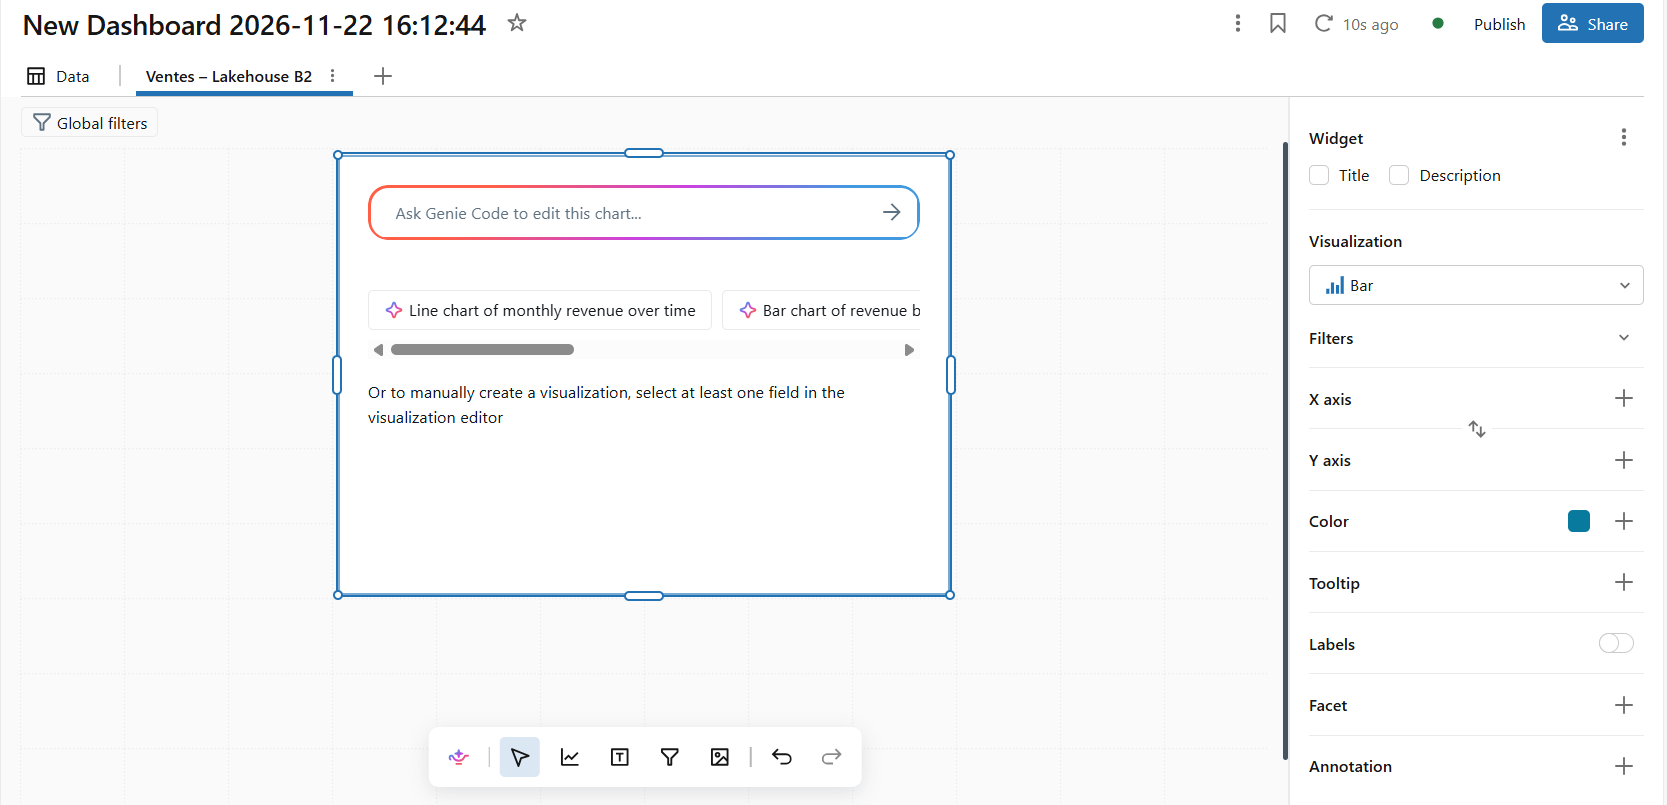 New Dashboard 2026-11-22 16:12:44
10s ago
Publish
Share
Data
Ventes – Lakehouse B2
Global filters
Ask Genie Code to edit this chart...
Line chart of monthly revenue over time
Bar chart of revenue b
Or to manually create a visualization, select at least one field in the
visualization editor
Widget
Title
Description
Visualization
Bar
Filters
X axis
Y axis
Color
Tooltip
Labels
Facet
Annotation